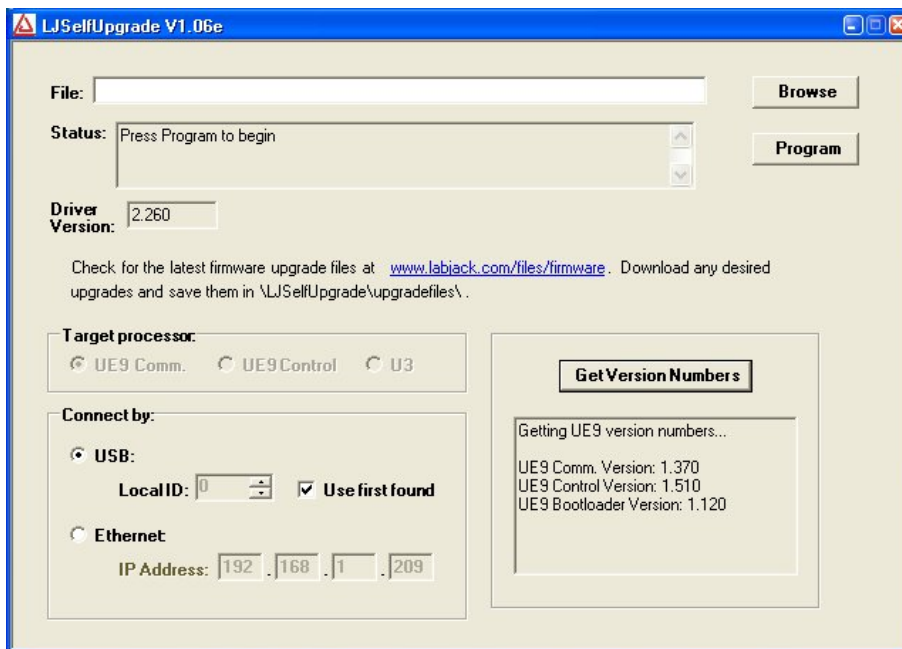 LJSelfUpgrade V1.06e
File:
Browse
Status:
Press Program to begin
Program
Driver
Version:
2.260
Check for the latest firmware upgrade files at www.labjack.com/files/firmware. Download any desired
upgrades and save them in \LJSelfUpgrade\upgradefiles\.
Target processor:
UE9 Comm.
UE9 Control
U3
Get Version Numbers
Connect by:
USB:
Local ID: 0
Use first found
Ethernet:
IP Address: 192 . 168 . 1 . 209
Getting UE9 version numbers...
UE9 Comm. Version: 1.370
UE9 Control Version: 1.510
UE9 Bootloader Version: 1.120